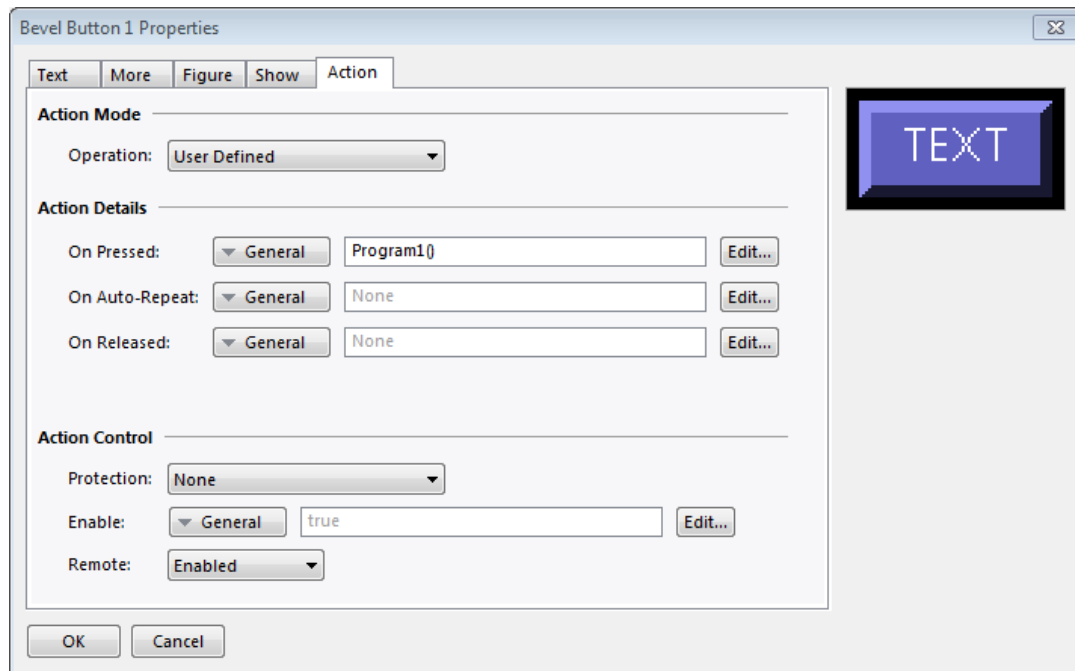 Bevel Button 1 Properties
Text More Figure Show Action
TEXT
Action Mode
Operation: User Defined
Action Details
On Pressed: General Program1() Edit...
On Auto-Repeat: General None Edit...
On Released: General None Edit...
Action Control
Protection: None
Enable: General true Edit...
Remote: Enabled
OK Cancel